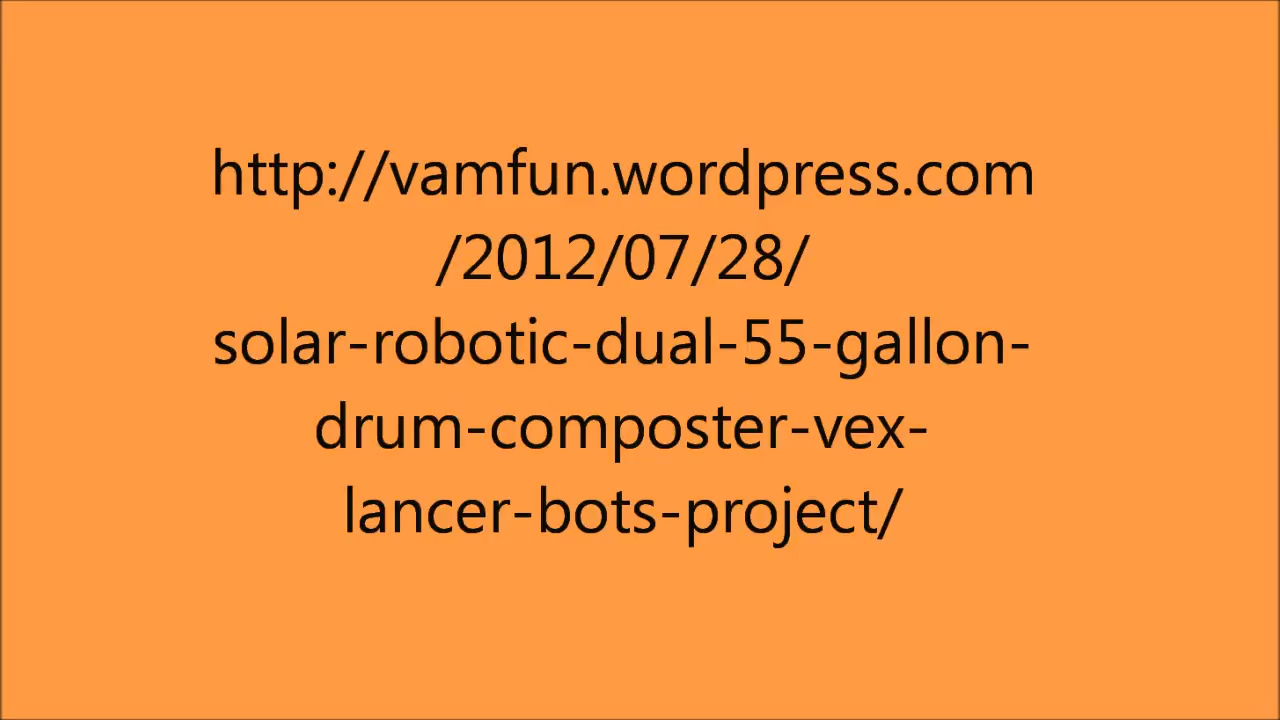 http://vamfun.wordpress.com
/2012/07/28/
solar-robotic-dual-55-gallon-
drum-composter-vex-
lancer-bots-project/